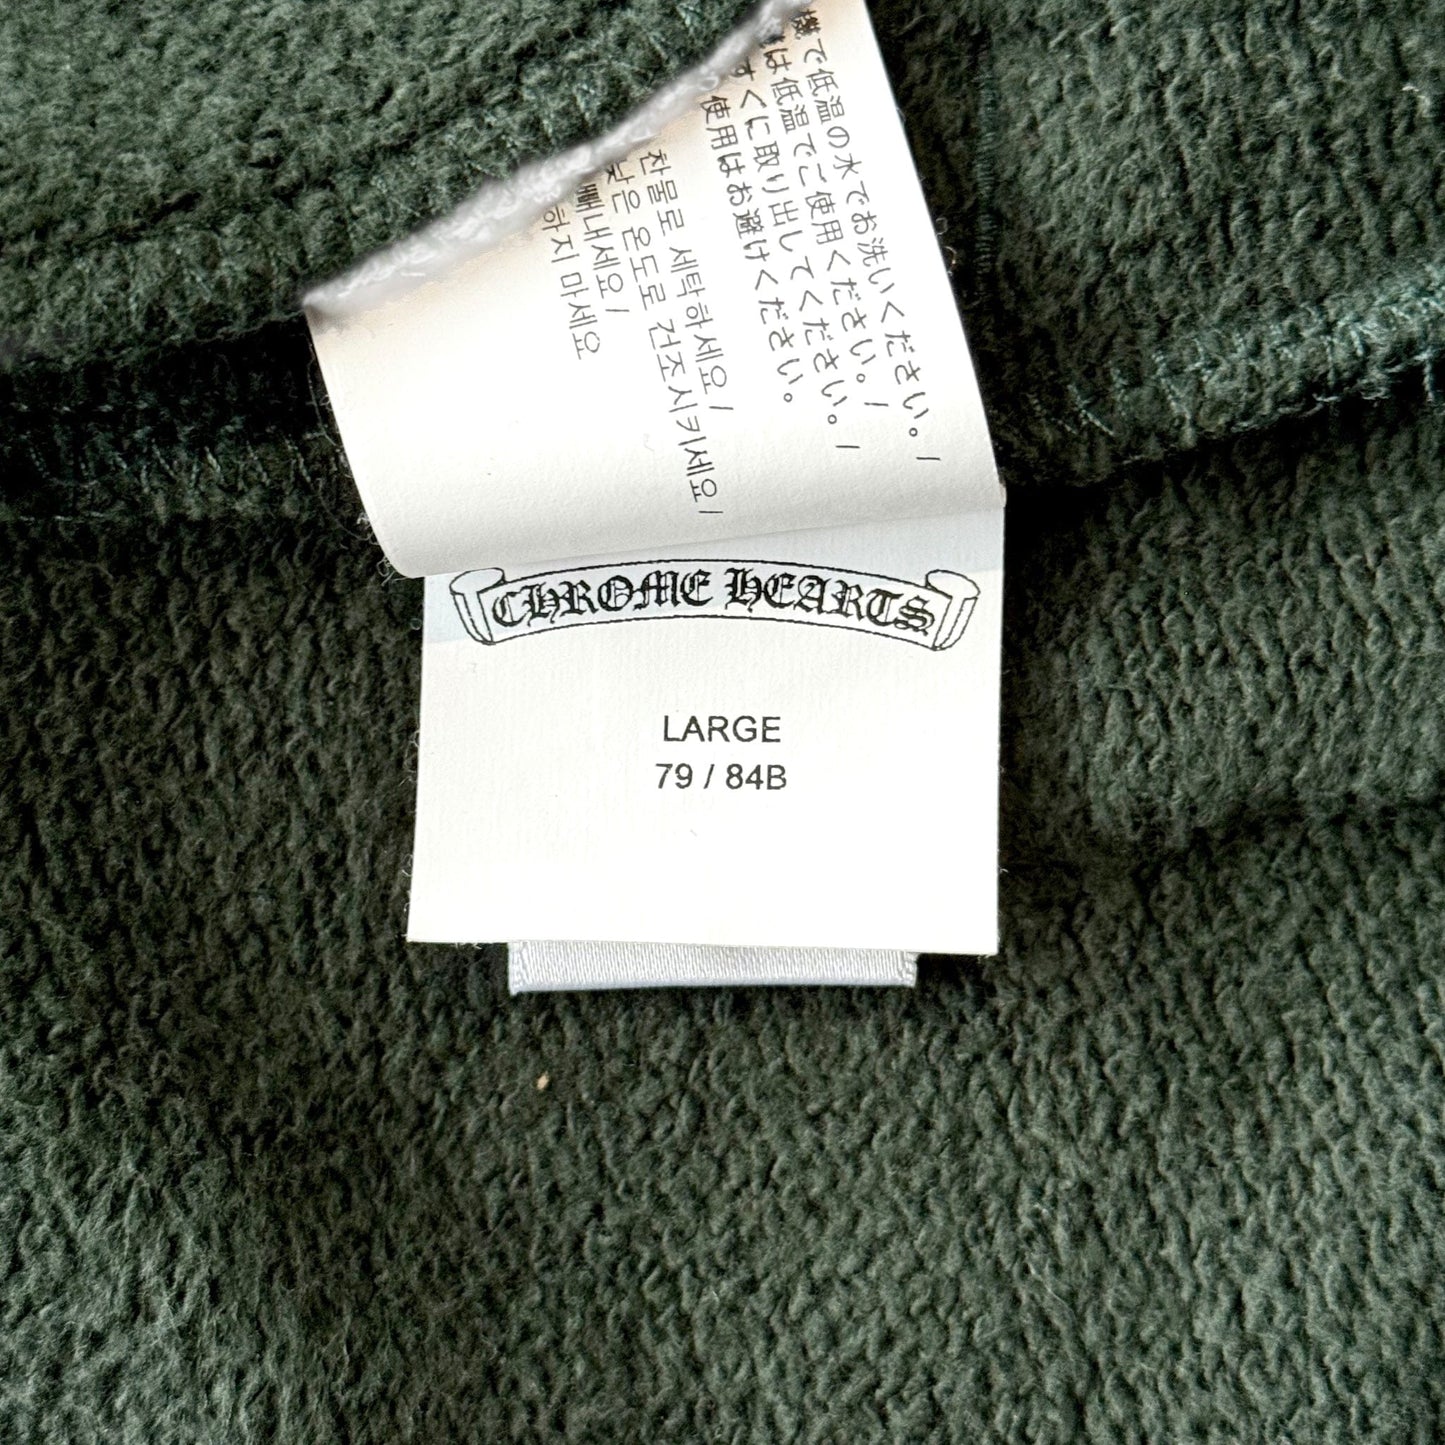 機で低温の水でお洗いください。/
は低温でご使用ください。/
すぐに取り出してください。/
使用はお避けください。
찬물로 세탁하세요/
낮은 온도로 건조시키세요/
빼내세요/
하지 마세요
CHROME HEARTS
LARGE
79 / 84B